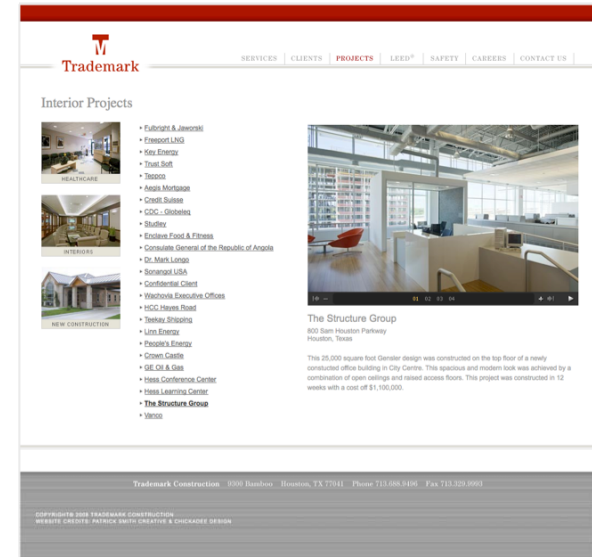 Trademark
SERVICES
CLIENTS
PROJECTS
LEED®
SAFETY
CAREERS
CONTACT US
Interior Projects
HEALTHCARE
INTERIORS
NEW CONSTRUCTION
Fulbright & Jaworski
Freeport LNG
Key Energy
Trust Soft
Teppco
Aegis Mortgage
Credit Suisse
CDC - Globeleq
Studley
Enclave Food & Fitness
Consulate General of the Republic of Angola
Dr. Mark Longo
Sonangol USA
Confidential Client
Wachovia Executive Offices
HCC Hayes Road
Teekay Shipping
Linn Energy
People's Energy
Crown Castle
GE Oil & Gas
Hess Conference Center
Hess Learning Center
The Structure Group
Vanco
01 02 03 04
The Structure Group
800 Sam Houston Parkway
Houston, Texas
This 25,000 square foot Gensler design was constructed on the top floor of a newly
constucted office building in City Centre. This spacious and modern look was achieved by a
combination of open ceilings and raised access floors. This project was constructed in 12
weeks with a cost off $1,100,000.
Trademark Construction Bamboo Houston, TX 77041 Phone Fax
COPYRIGHT© TRADEMARK CONSTRUCTION
WEBSITE CREDITS: PATRICK SMITH CREATIVE & CHICKADEE DESIGN